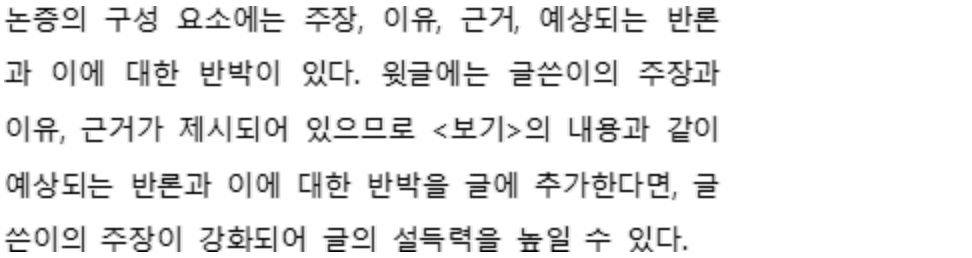 논증의 구성 요소에는 주장, 이유, 근거, 예상되는 반론
과 이에 대한 반박이 있다. 윗글에는 글쓴이의 주장과
이유, 근거가 제시되어 있으므로 <보기>의 내용과 같이
예상되는 반론과 이에 대한 반박을 글에 추가한다면, 글
쓴이의 주장이 강화되어 글의 설득력을 높일 수 있다.